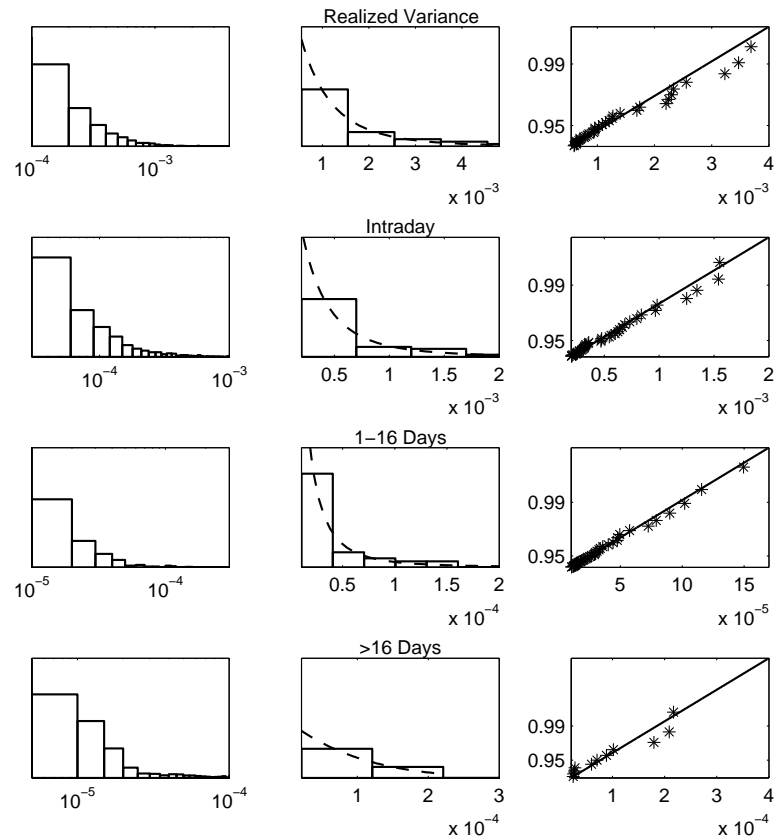 Realized Variance
0.99
0.95
10⁻⁴ 10⁻³
1 2 3 4
x 10⁻³
1 2 3 4
x 10⁻³
Intraday
0.99
0.95
10⁻⁴ 10⁻³
0.5 1 1.5 2
x 10⁻³
0.5 1 1.5 2
x 10⁻³
1−16 Days
0.99
0.95
10⁻⁵ 10⁻⁴
0.5 1 1.5 2
x 10⁻⁴
5 10 15
x 10⁻⁵
>16 Days
0.99
0.95
10⁻⁵ 10⁻⁴
1 2 3
x 10⁻⁴
1 2 3 4
x 10⁻⁴